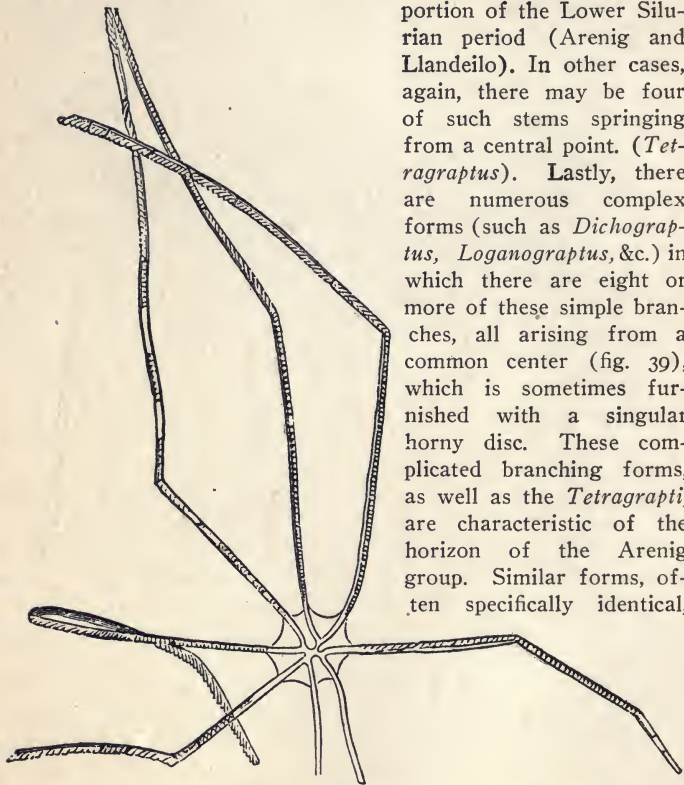 portion of the Lower Silu-
rian period (Arenig and
Llandeilo). In other cases,
again, there may be four
of such stems springing
from a central point. (Tet-
ragraptus). Lastly, there
are numerous complex
forms (such as Dichograp-
tus, Loganograptus, &c.) in
which there are eight or
more of these simple bran-
ches, all arising from a
common center (fig. 39),
which is sometimes fur-
nished with a singular
horny disc. These com-
plicated branching forms,
as well as the Tetragrapti,
are characteristic of the
horizon of the Arenig
group. Similar forms, of-
ten specifically identical,